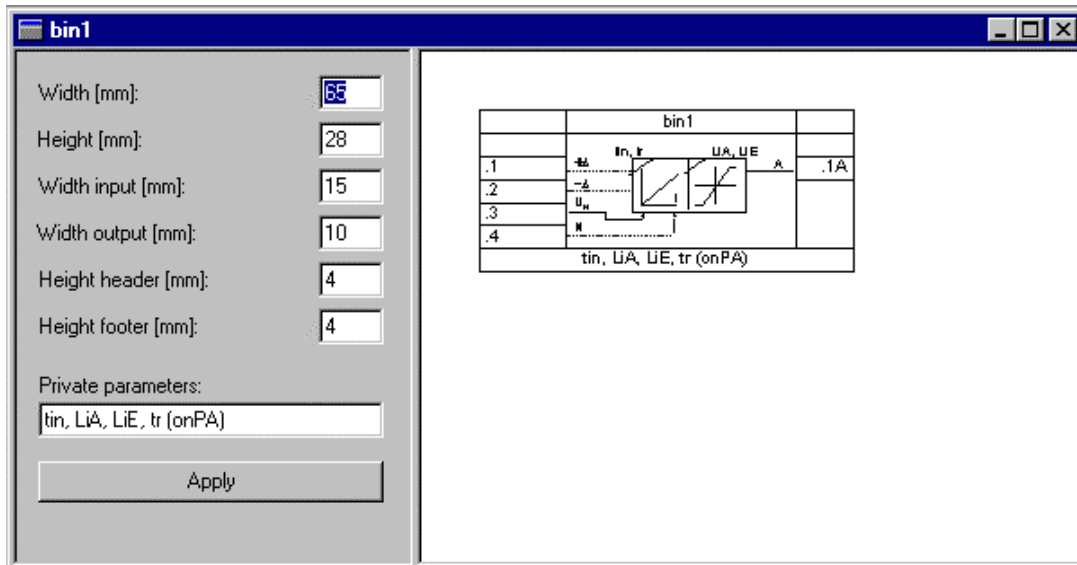 bin1
Width [mm]: 65
Height [mm]: 28
Width input [mm]: 15
Width output [mm]: 10
Height header [mm]: 4
Height footer [mm]: 4
Private parameters:
tin, LiA, LiE, tr (onPA)
Apply
bin1
tin, tr
LiA, LiE
.1
A
.1A
.2
.3
.4
N
tin, LiA, LiE, tr (onPA)